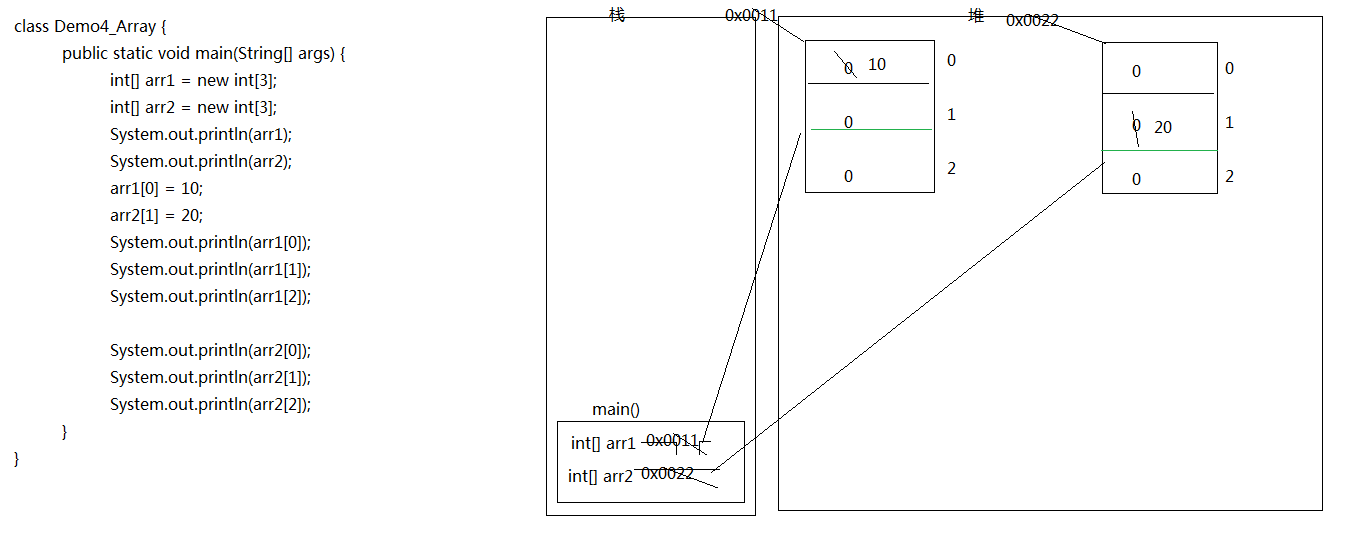 class Demo4_Array {
public static void main(String[] args) {
int[] arr1 = new int[3];
int[] arr2 = new int[3];
System.out.println(arr1);
System.out.println(arr2);
arr1[0] = 10;
arr2[1] = 20;
System.out.println(arr1[0]);
System.out.println(arr1[1]);
System.out.println(arr1[2]);
System.out.println(arr2[0]);
System.out.println(arr2[1]);
System.out.println(arr2[2]);
}
}
栈
main()
int[] arr1 0x0011
int[] arr2 0x0022
堆
0x0011
0 10 0
0 1
0 2
0x0022
0 0
0 20 1
0 2